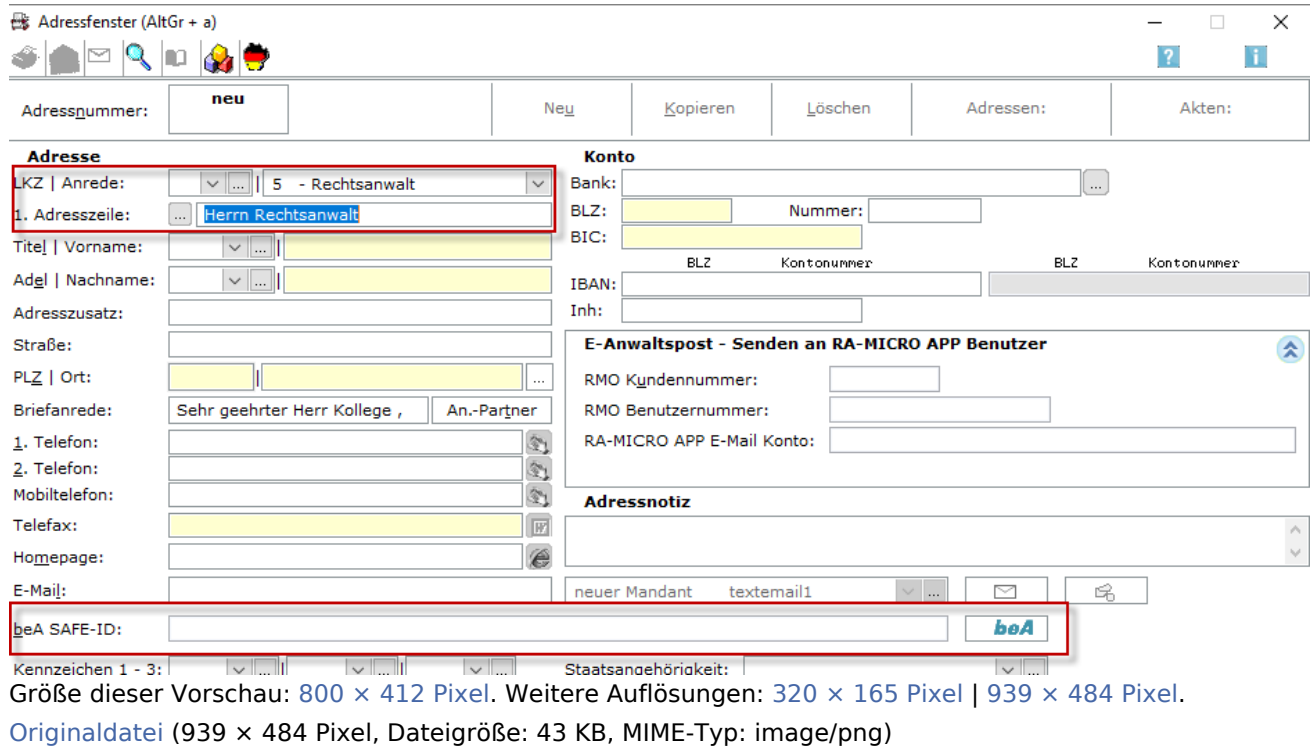 Adressfenster (AltGr + a)
? i
Adressnummer: neu Neu Kopieren Löschen Adressen: Akten:
Adresse Konto
LKZ | Anrede: ... | 5 - Rechtsanwalt Bank: ...
1. Adresszeile: ... Herrn Rechtsanwalt BLZ: Nummer:
Titel | Vorname: ... | BIC:
BLZ Kontonummer BLZ Kontonummer
Adel | Nachname: ... | IBAN:
Adresszusatz: Inh:
Straße: E-Anwaltspost - Senden an RA-MICRO APP Benutzer
PLZ | Ort: | ... RMO Kundennummer:
Briefanrede: Sehr geehrter Herr Kollege , An.-Partner RMO Benutzernummer:
1. Telefon: RA-MICRO APP E-Mail Konto:
2. Telefon:
Mobiltelefon: Adressnotiz
Telefax:
Homepage:
E-Mail: neuer Mandant textemail1 ...
beA SAFE-ID: beA
Kennzeichen 1 - 3: ... | ... | ... Staatsangehörigkeit: ...
Größe dieser Vorschau: 800 × 412 Pixel. Weitere Auflösungen: 320 × 165 Pixel | 939 × 484 Pixel.
Originaldatei (939 × 484 Pixel, Dateigröße: 43 KB, MIME-Typ: image/png)